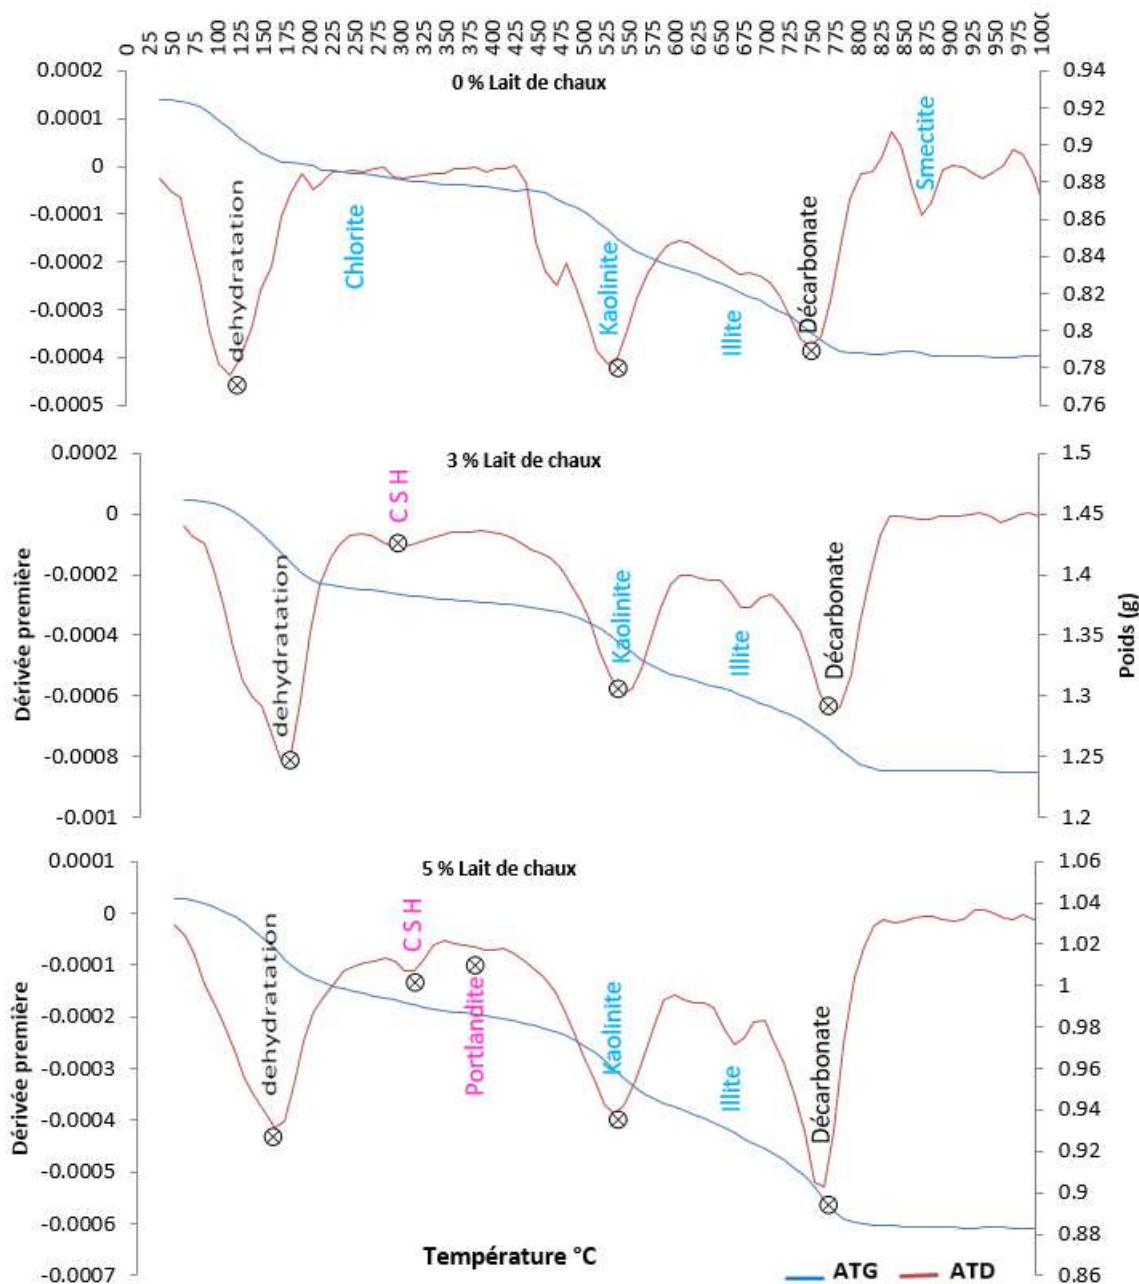 0 25 50 75 100 125 150 175 200 225 250 275 300 325 350 375 400 425 450 475 500 525 550 575 600 625 650 675 700 725 750 775 800 825 850 875 900 925 950 975 100
0 % Lait de chaux
0.0002
0.0001
0
-0.0001
-0.0002
-0.0003
-0.0004
-0.0005
dehydratation
Chlorite
Kaolinite
Illite
Décarbonate
Smectite
0.94
0.92
0.9
0.88
0.86
0.84
0.82
0.8
0.78
0.76
3 % Lait de chaux
Dérivée première
0.0002
0
-0.0002
-0.0004
-0.0006
-0.0008
-0.001
dehydratation
C S H
Kaolinite
Illite
Décarbonate
1.5
1.45
1.4
1.35
1.3
1.25
1.2
Poids (g)
5 % Lait de chaux
Dérivée première
0.0001
0
-0.0001
-0.0002
-0.0003
-0.0004
-0.0005
-0.0006
-0.0007
dehydratation
C S H
Portlandite
Kaolinite
Illite
Décarbonate
1.06
1.04
1.02
1
0.98
0.96
0.94
0.92
0.9
0.88
0.86
Température °C
ATG ATD